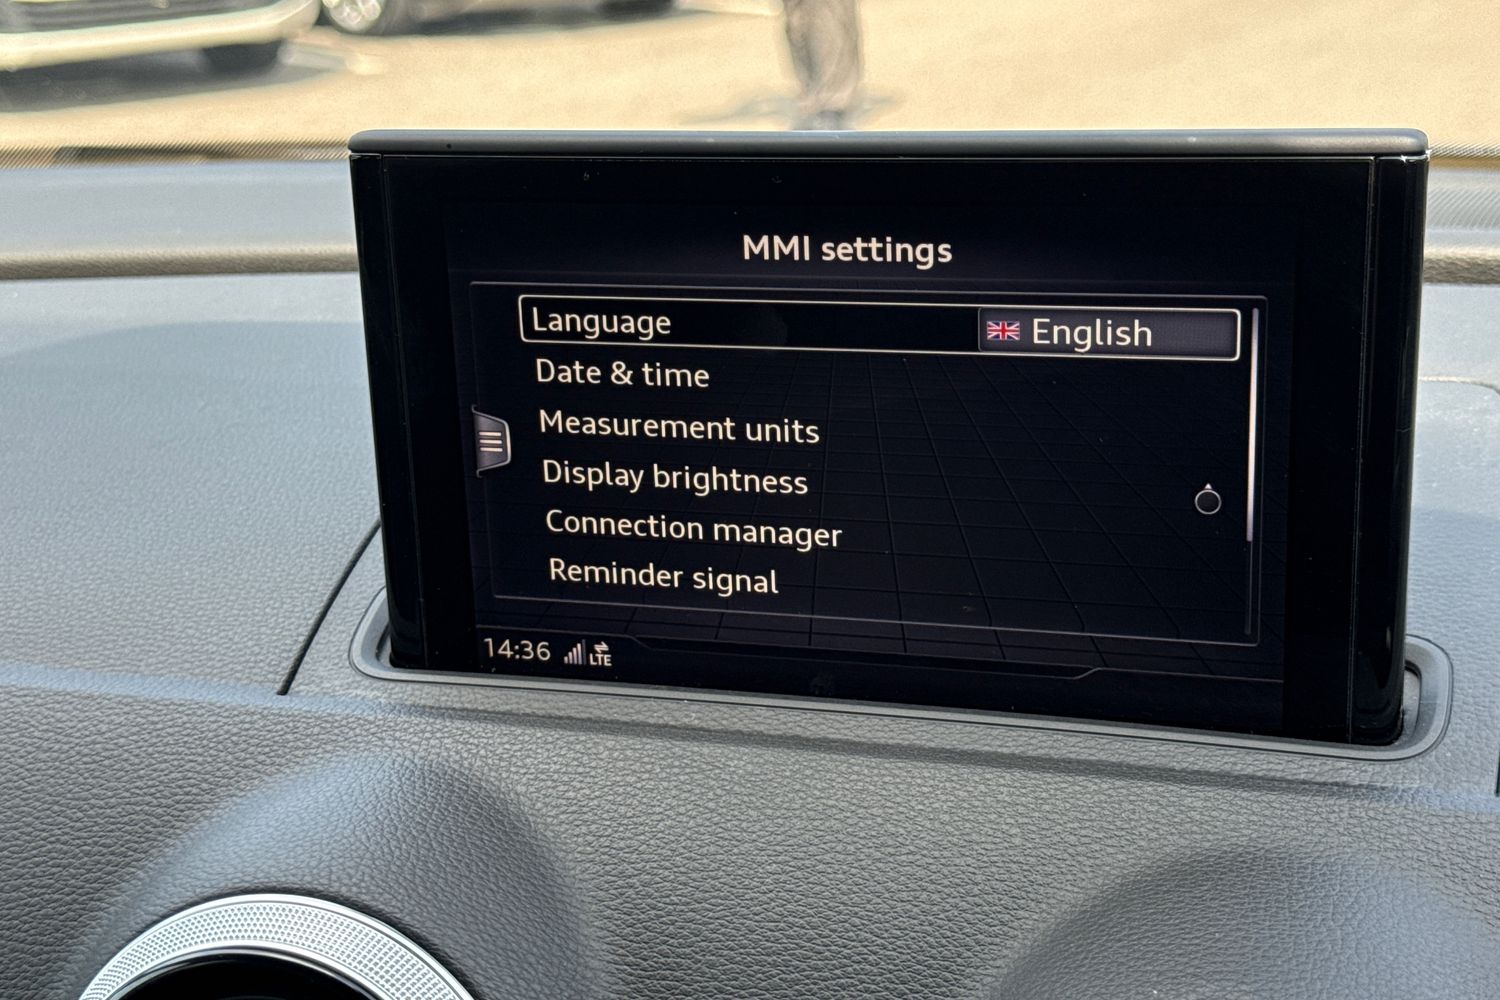 MMI settings
Language English
Date & time
Measurement units
Display brightness
Connection manager
Reminder signal
14:36 LTE